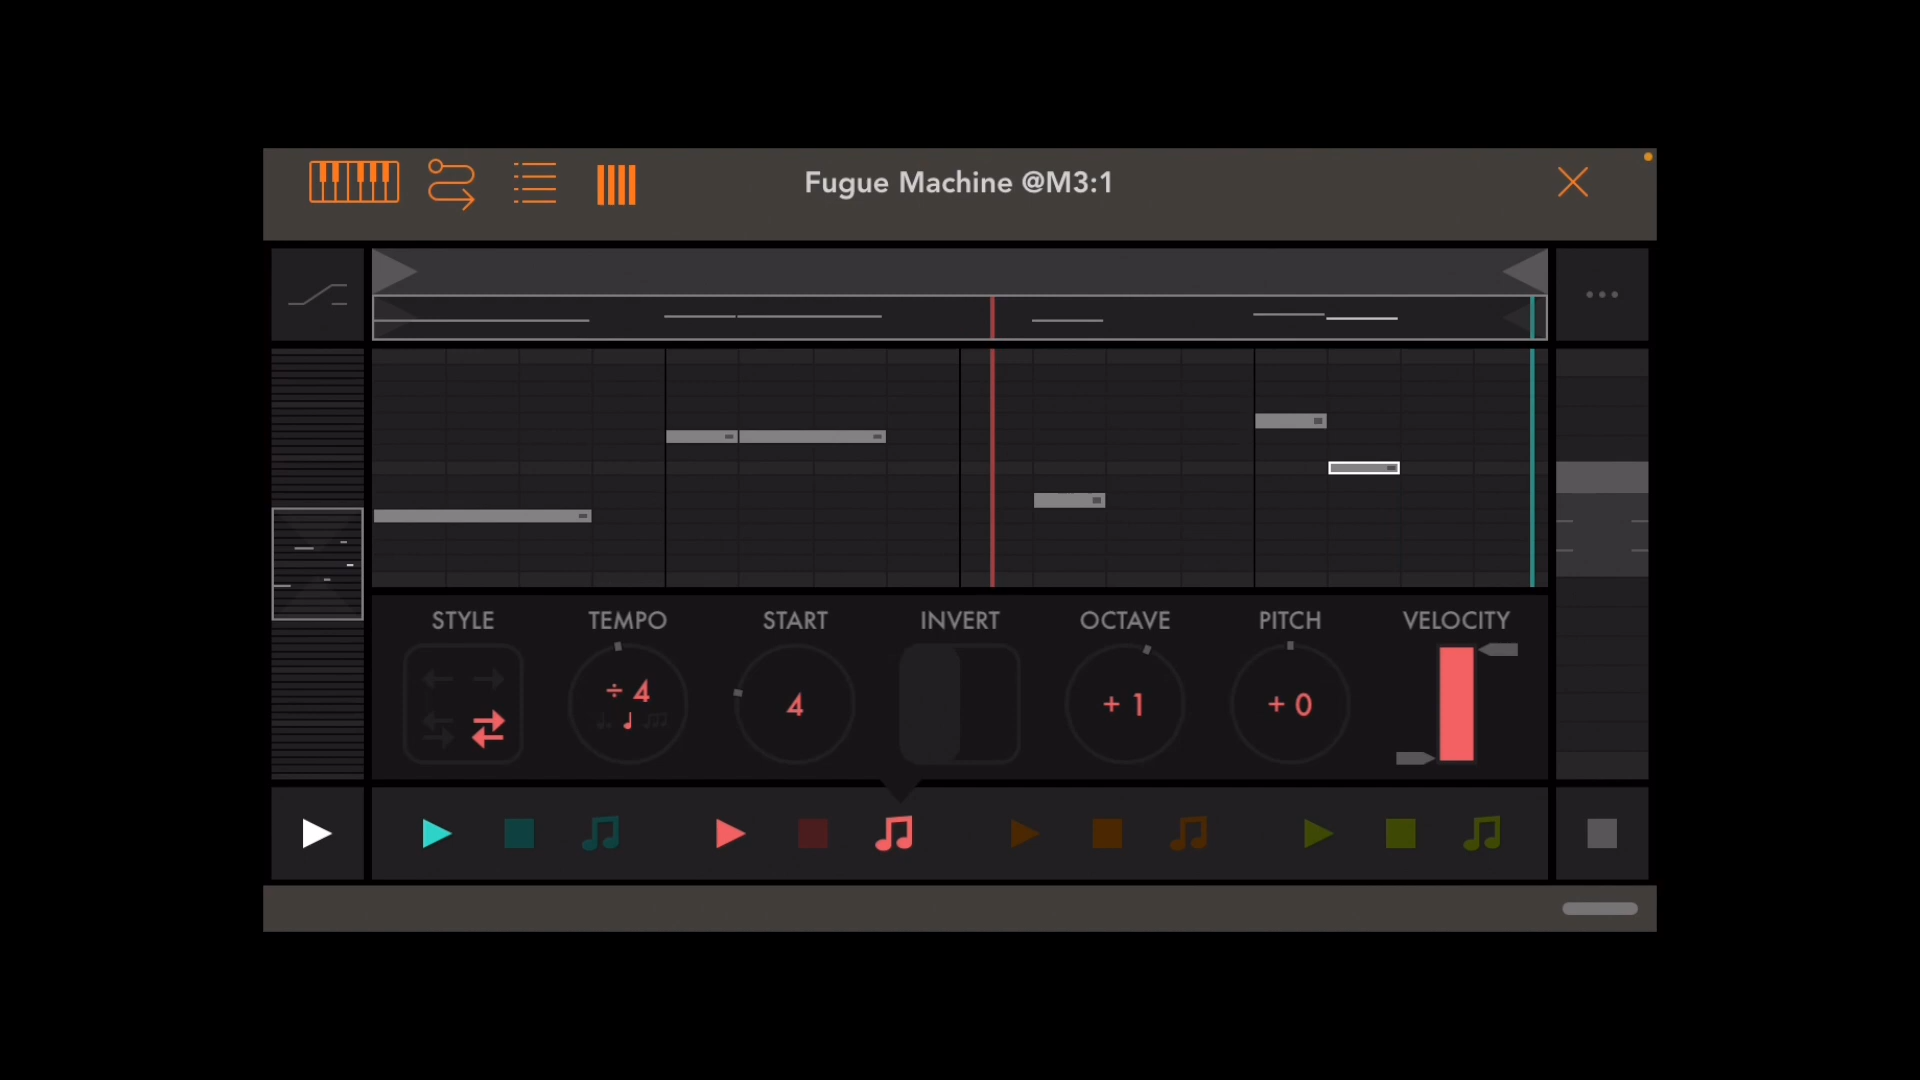 Fugue Machine @M3:1
STYLE TEMPO START INVERT OCTAVE PITCH VELOCITY
÷ 4 4 + 1 + 0